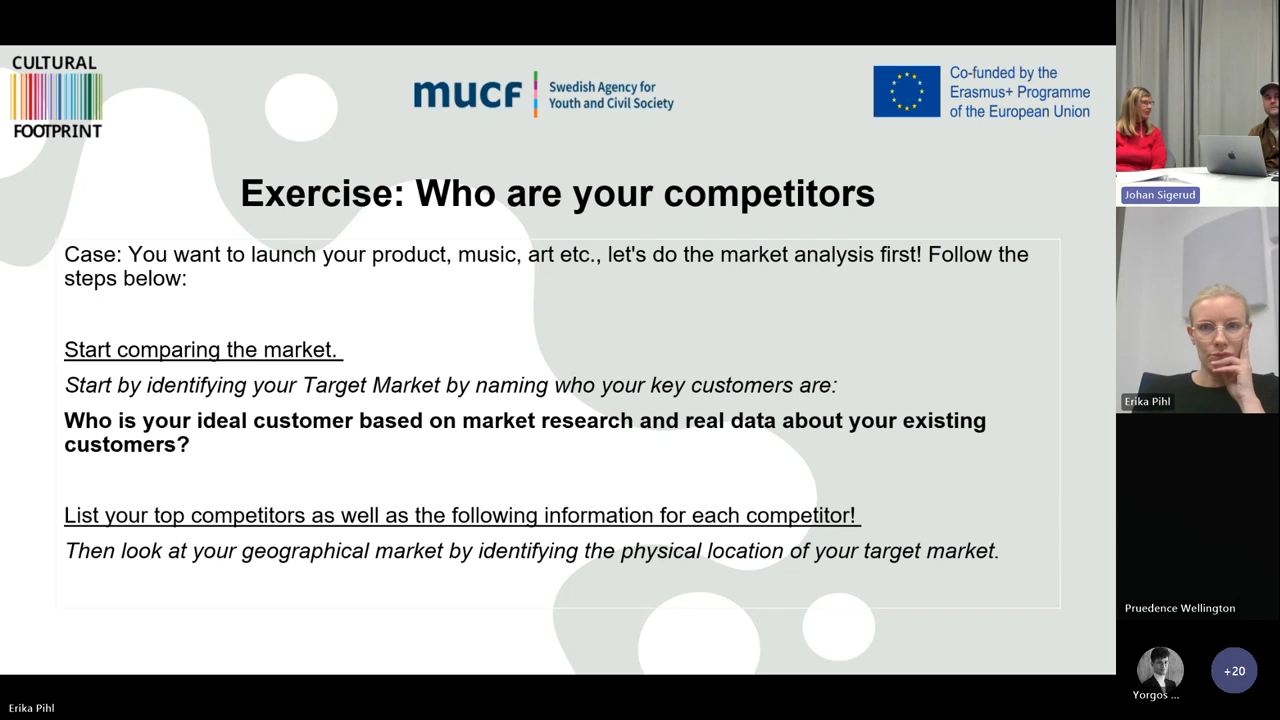 CULTURAL
FOOTPRINT
mucf
Swedish Agency for
Youth and Civil Society
Co-funded by the
Erasmus+ Programme
of the European Union
Exercise: Who are your competitors
Case: You want to launch your product, music, art etc., let's do the market analysis first! Follow the
steps below:
Start comparing the market.
Start by identifying your Target Market by naming who your key customers are:
Who is your ideal customer based on market research and real data about your existing
customers?
List your top competitors as well as the following information for each competitor!
Then look at your geographical market by identifying the physical location of your target market.
Johan Sigerud
Erika Pihl
Pruedence Wellington
Yorgos ...
+20
Erika Pihl